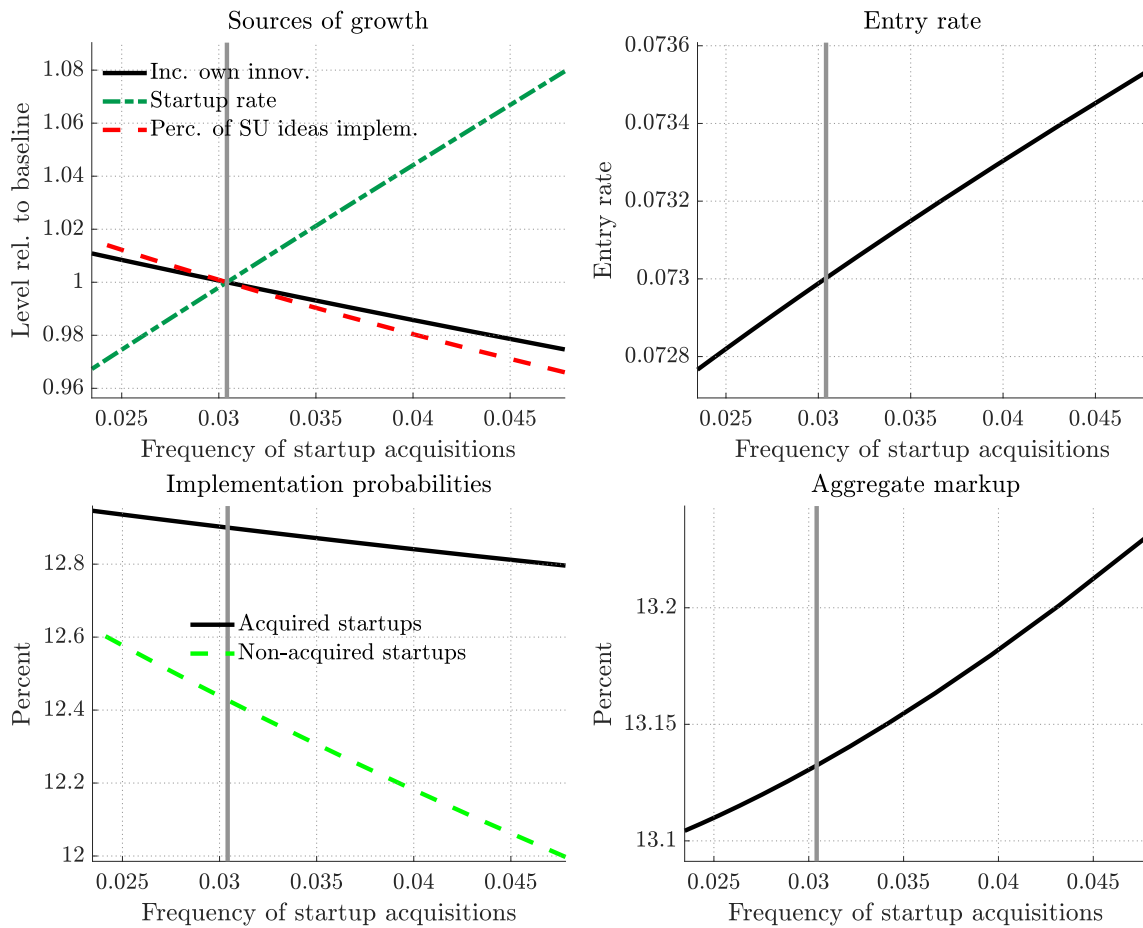 Sources of growth
1.08
1.06
1.04
1.02
1
0.98
0.96
Level rel. to baseline
Inc. own innov.
Startup rate
Perc. of SU ideas implem.
0.025 0.03 0.035 0.04 0.045
Frequency of startup acquisitions
Entry rate
0.0736
0.0734
0.0732
0.073
0.0728
Entry rate
0.025 0.03 0.035 0.04 0.045
Frequency of startup acquisitions
Implementation probabilities
12.8
12.6
12.4
12.2
12
Percent
Acquired startups
Non-acquired startups
0.025 0.03 0.035 0.04 0.045
Frequency of startup acquisitions
Aggregate markup
13.2
13.15
13.1
Percent
0.025 0.03 0.035 0.04 0.045
Frequency of startup acquisitions